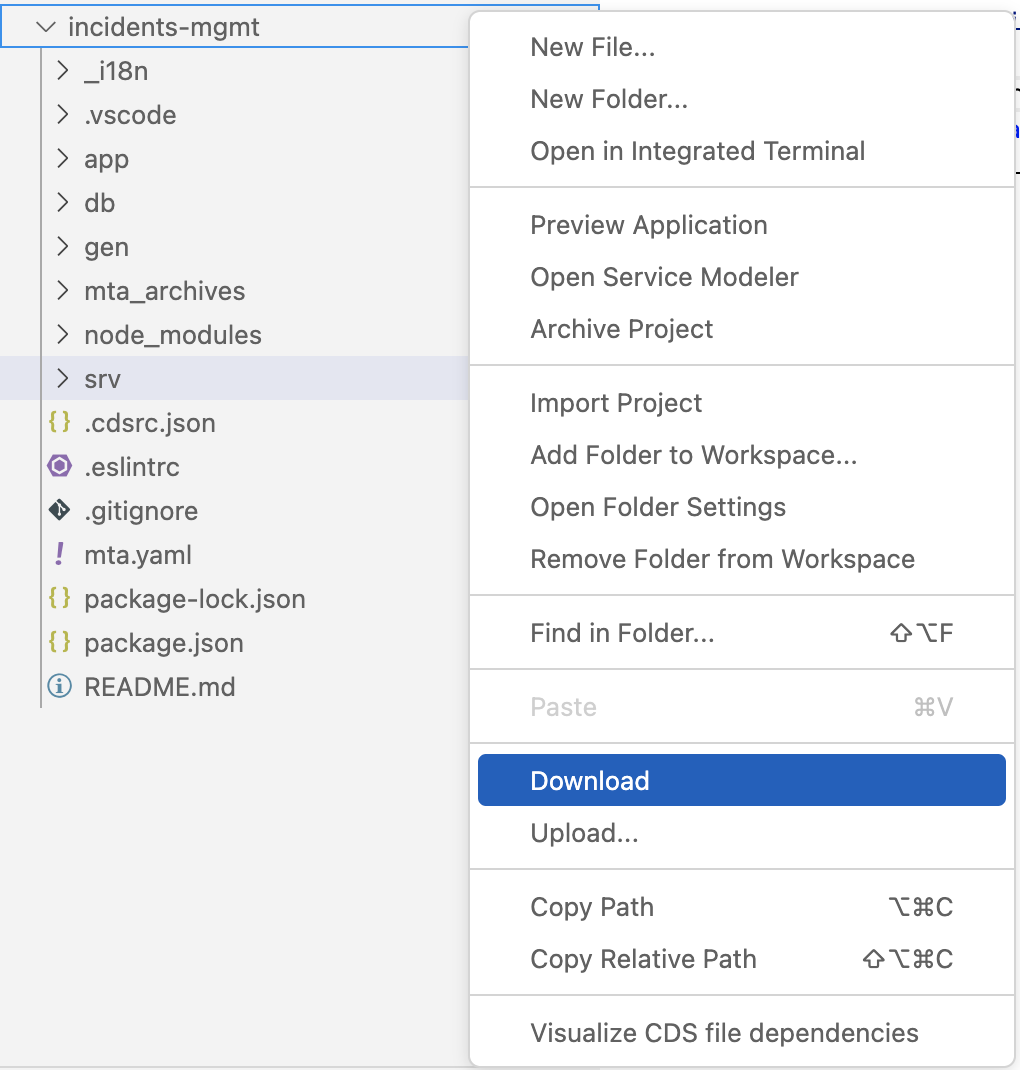 incidents-mgmt
_i18n
.vscode
app
db
gen
mta_archives
node_modules
srv
.cdsrc.json
.eslintrc
.gitignore
mta.yaml
package-lock.json
package.json
README.md
New File...
New Folder...
Open in Integrated Terminal
Preview Application
Open Service Modeler
Archive Project
Import Project
Add Folder to Workspace...
Open Folder Settings
Remove Folder from Workspace
Find in Folder... ⇧⌥F
Paste ⌘V
Download
Upload...
Copy Path ⌥⌘C
Copy Relative Path ⇧⌥⌘C
Visualize CDS file dependencies